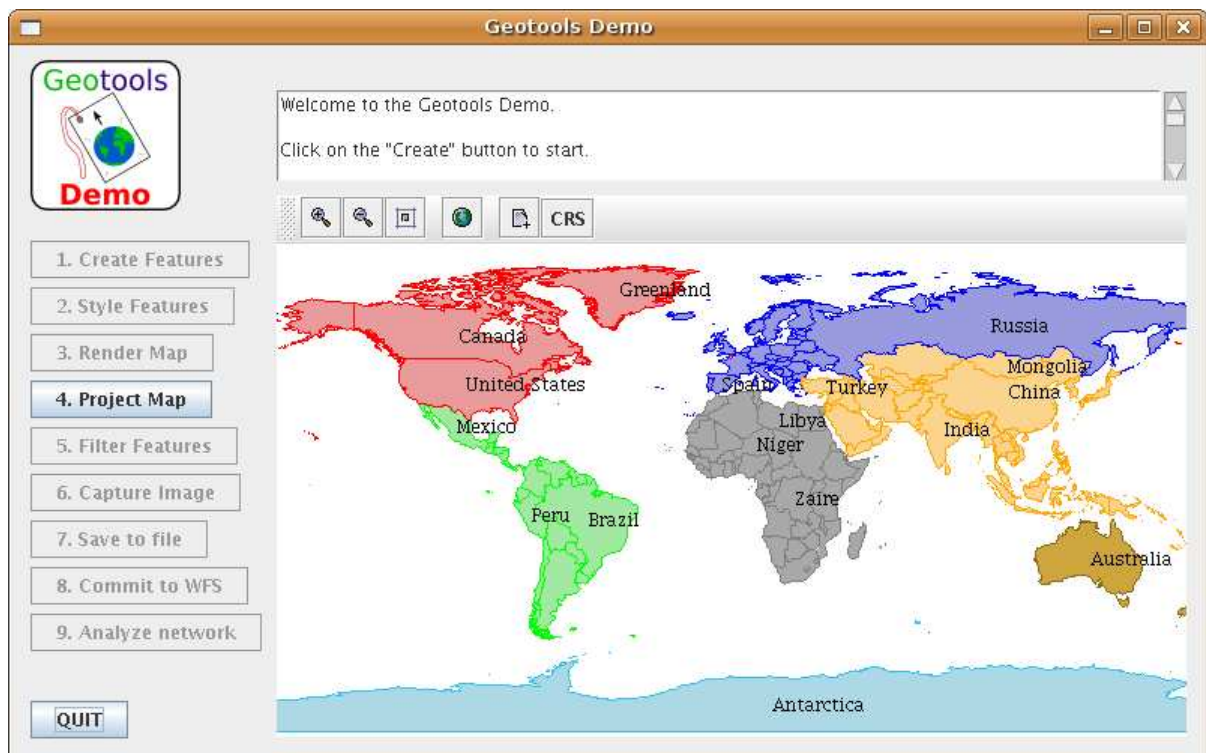 Geotools Demo
Geotools
Demo
Welcome to the Geotools Demo.
Click on the "Create" button to start.
CRS
1. Create Features
2. Style Features
3. Render Map
4. Project Map
5. Filter Features
6. Capture Image
7. Save to file
8. Commit to WFS
9. Analyze network
QUIT
Greenland
Canada
Russia
United States
Mongolia
Spain
Turkey
China
Mexico
Libya
India
Niger
Zaire
Peru
Brazil
Australia
Antarctica